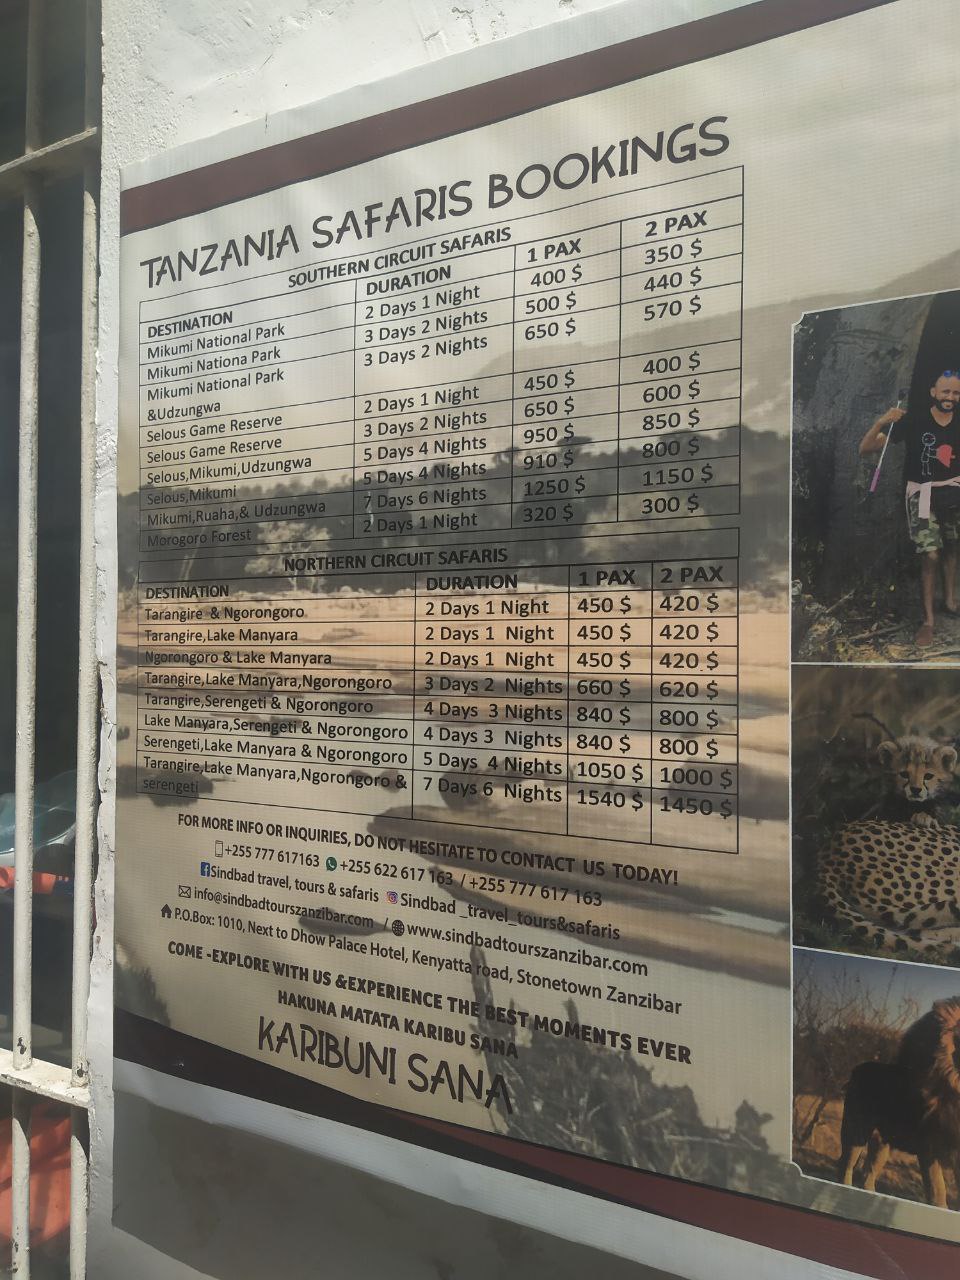 TANZANIA SAFARIS BOOKINGS
SOUTHERN CIRCUIT SAFARIS
DESTINATION DURATION 1 PAX 2 PAX
Mikumi National Park 2 Days 1 Night 400 $ 350 $
Mikumi Nationa Park 3 Days 2 Nights 500 $ 440 $
Mikumi National Park 3 Days 2 Nights 650 $ 570 $
&Udzungwa
Selous Game Reserve 2 Days 1 Night 450 $ 400 $
Selous Game Reserve 3 Days 2 Nights 650 $ 600 $
Selous,Mikumi,Udzungwa 5 Days 4 Nights 950 $ 850 $
Selous,Mikumi 5 Days 4 Nights 910 $ 800 $
Mikumi,Ruaha,& Udzungwa 7 Days 6 Nights 1250 $ 1150 $
Morogoro Forest 2 Days 1 Night 320 $ 300 $
NORTHERN CIRCUIT SAFARIS
DESTINATION DURATION 1 PAX 2 PAX
Tarangire & Ngorongoro 2 Days 1 Night 450 $ 420 $
Tarangire,Lake Manyara 2 Days 1 Night 450 $ 420 $
Ngorongoro & Lake Manyara 2 Days 1 Night 450 $ 420 $
Tarangire,Lake Manyara,Ngorongoro 3 Days 2 Nights 660 $ 620 $
Tarangire,Serengeti & Ngorongoro 4 Days 3 Nights 840 $ 800 $
Lake Manyara,Serengeti & Ngorongoro 4 Days 3 Nights 840 $ 800 $
Serengeti,Lake Manyara & Ngorongoro 5 Days 4 Nights 1050 $ 1000 $
Tarangire,Lake Manyara,Ngorongoro & 7 Days 6 Nights 1540 $ 1450 $
serengeti
FOR MORE INFO OR INQUIRIES, DO NOT HESITATE TO CONTACT US TODAY!
+255 777 617163 +255 622 617 163 / +255 777 617 163
Sindbad travel, tours & safaris Sindbad _travel_tours&safaris
info@sindbadtourszanzibar.com / www.sindbadtourszanzibar.com
P.O.Box: 1010, Next to Dhow Palace Hotel, Kenyatta road, Stonetown Zanzibar
COME -EXPLORE WITH US &EXPERIENCE THE BEST MOMENTS EVER
HAKUNA MATATA KARIBU SANA
KARIBUNI SANA